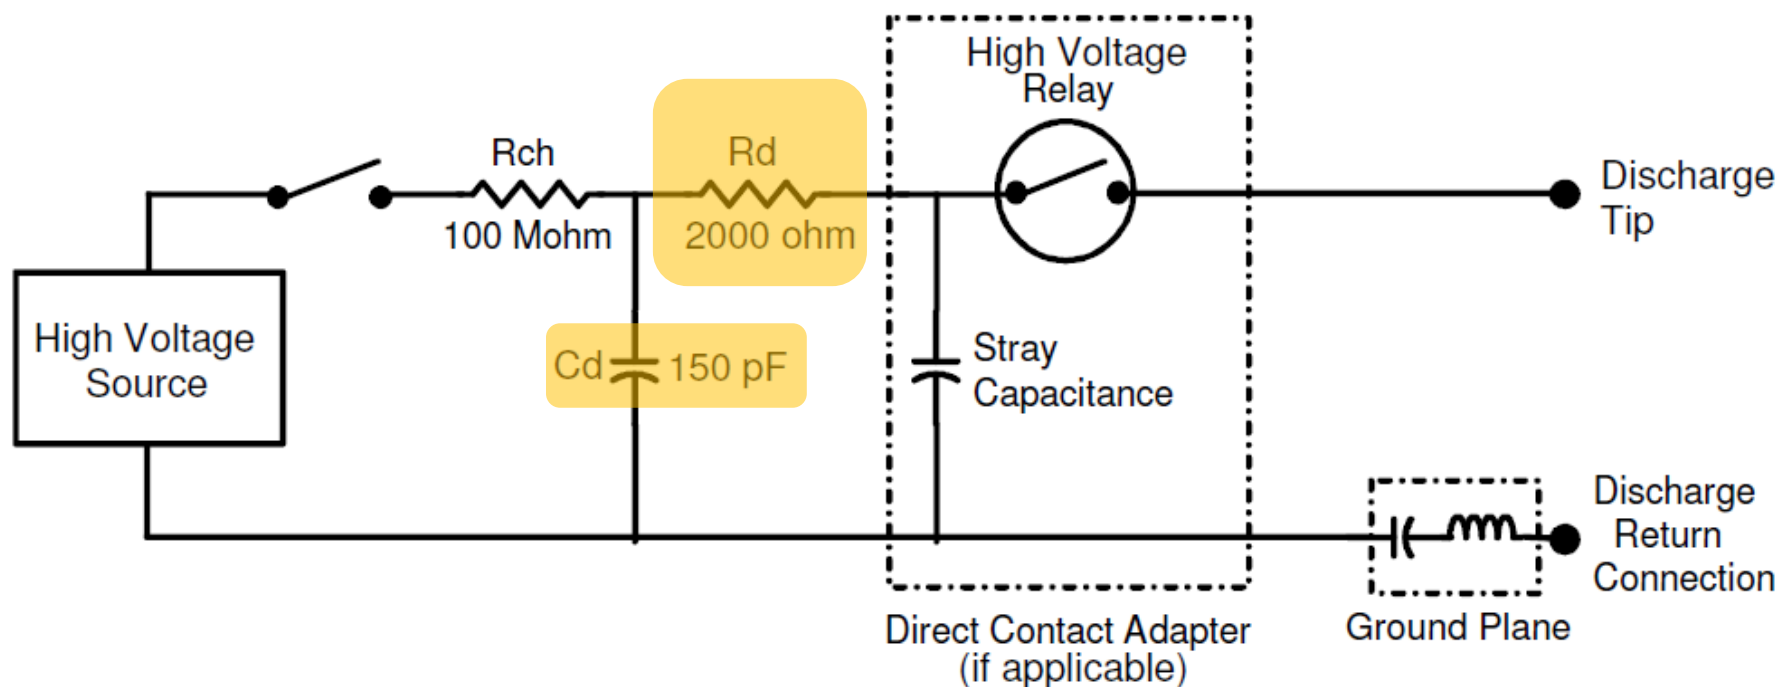 High Voltage
Relay
Rch
Rd
100 Mohm
2000 ohm
Discharge
Tip
High Voltage
Source
Cd
150 pF
Stray
Capacitance
Discharge
Return
Connection
Direct Contact Adapter
(if applicable)
Ground Plane